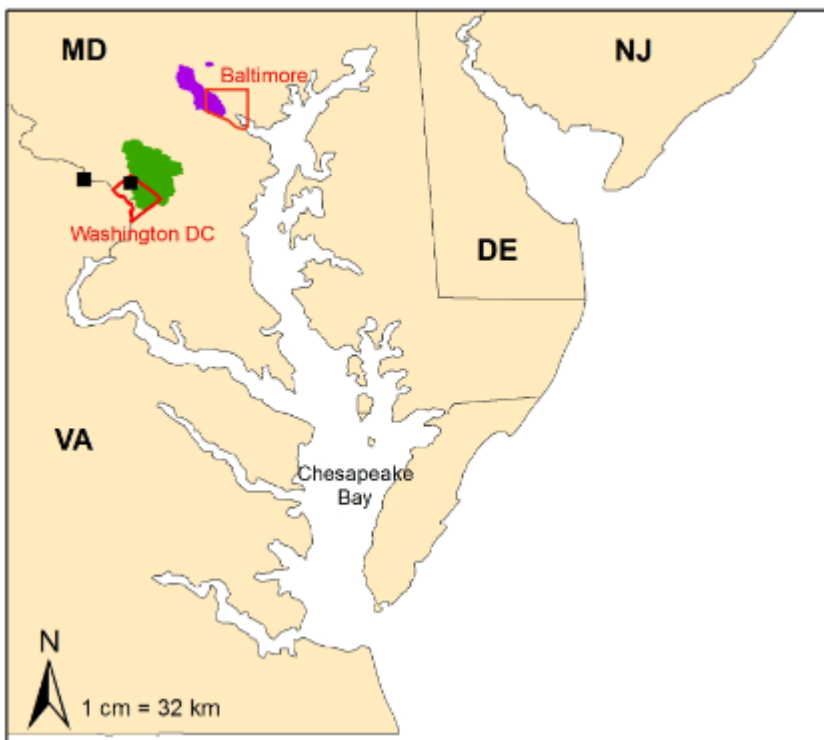 MD
NJ
Baltimore
Washington DC
DE
VA
Chesapeake
Bay
N
1 cm = 32 km